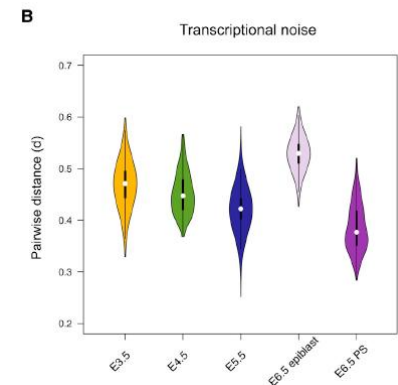 B
Transcriptional noise
Pairwise distance (d)
0.7
0.6
0.5
0.4
0.3
0.2
E3.5
E4.5
E5.5
E6.5 epiblast
E6.5 PS